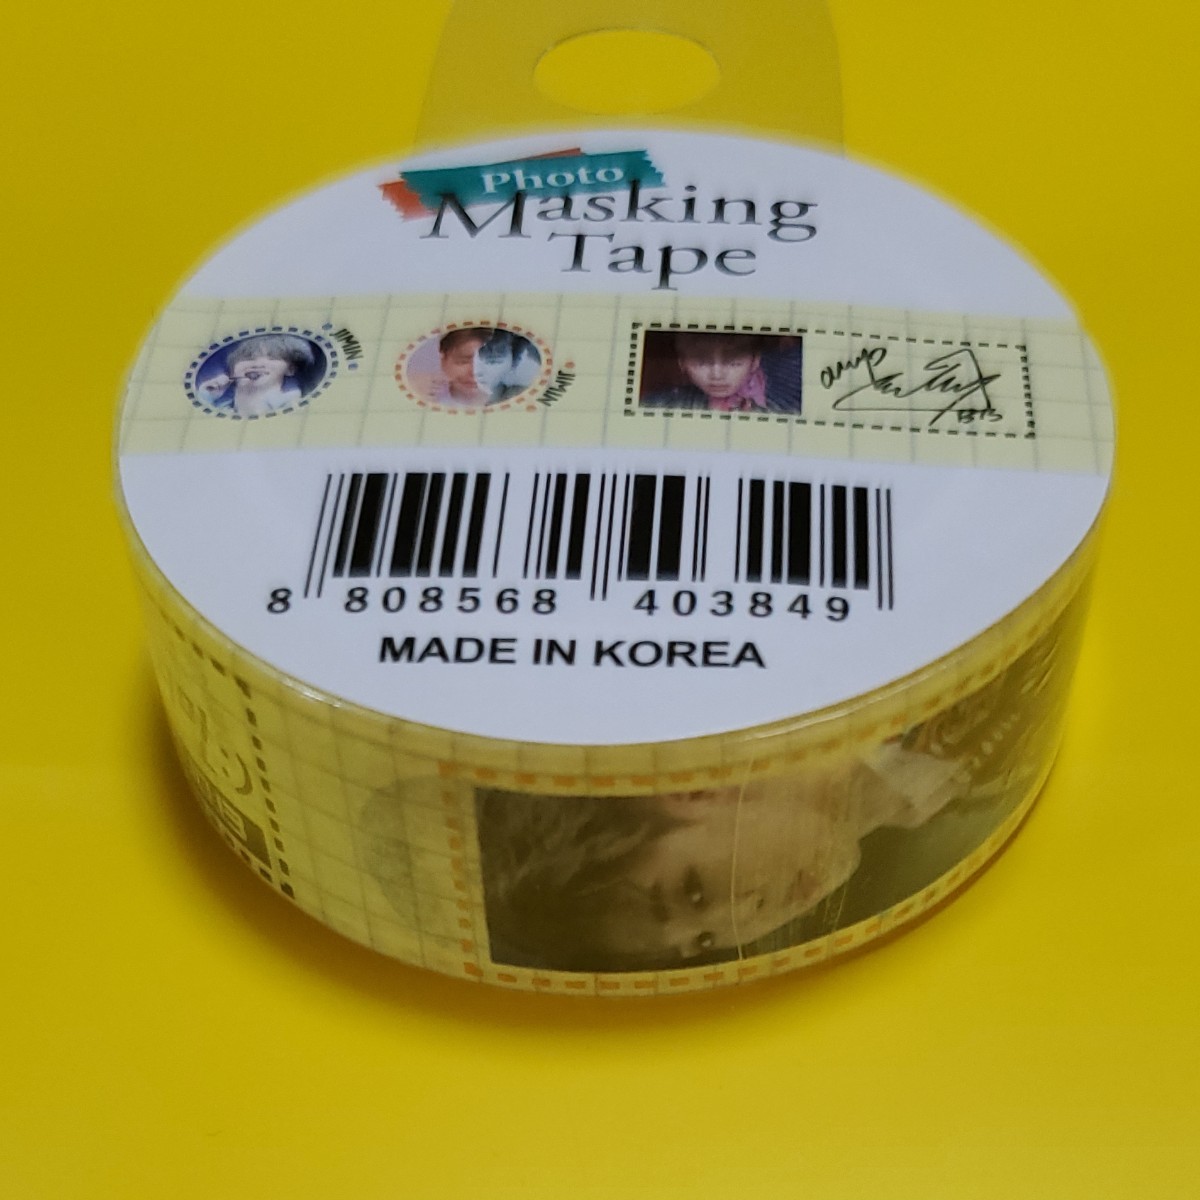 Photo
Masking
Tape
JIMIN
JIMIN
BTS
8 808568 403849
MADE IN KOREA